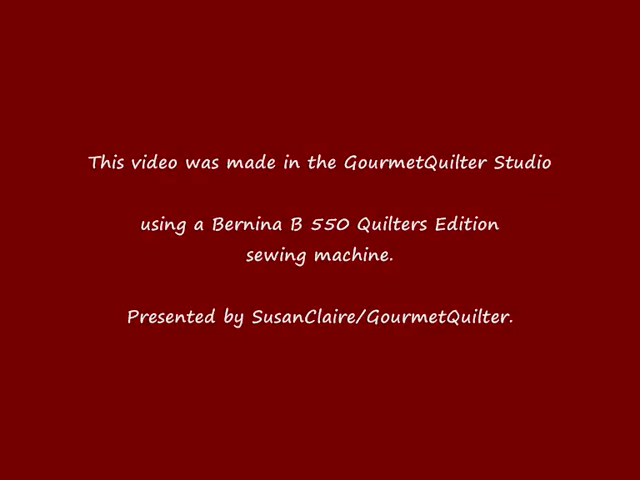 This video was made in the GourmetQuilter Studio
using a Bernina B 550 Quilters Edition
sewing machine.
Presented by SusanClaire/GourmetQuilter.